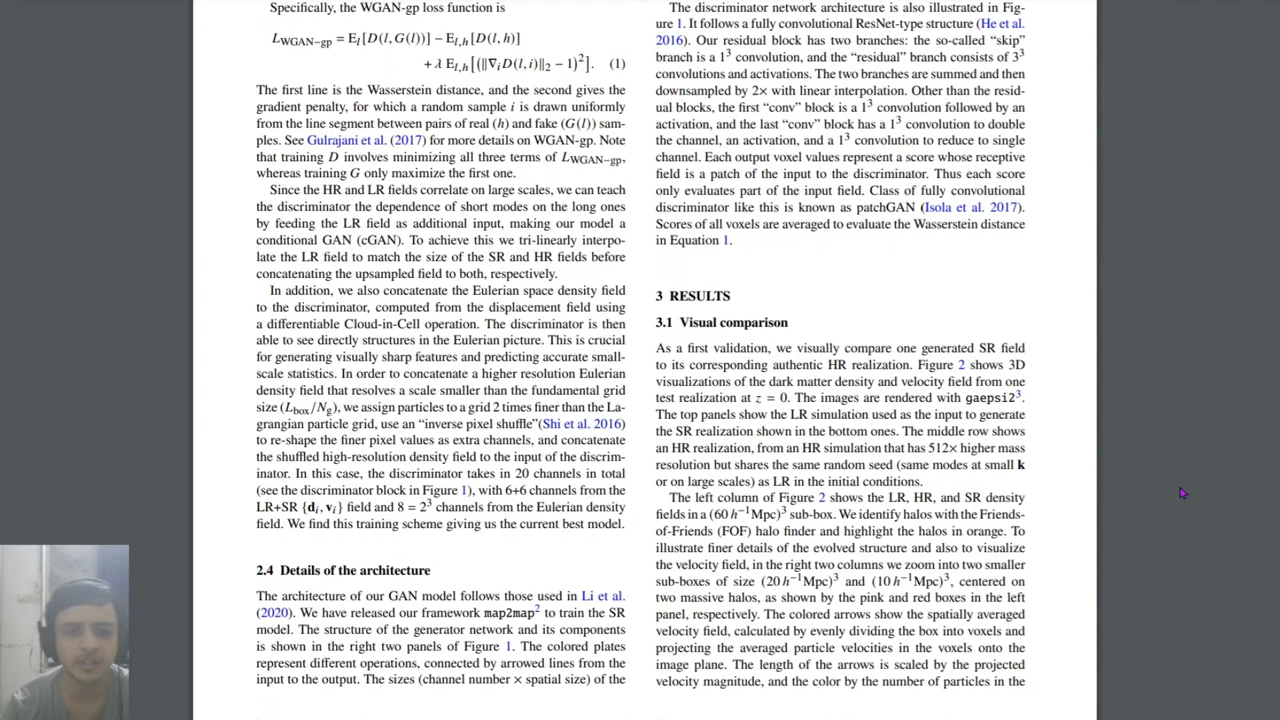 Specifically, the WGAN-gp loss function is
L_WGAN−gp = E_l[D(l, G(l))] − E_l,h[D(l, h)]
+ λ E_l,h[(‖∇_i D(l, i)‖_2 − 1)^2]. (1)
The first line is the Wasserstein distance, and the second gives the
gradient penalty, for which a random sample i is drawn uniformly
from the line segment between pairs of real (h) and fake (G(l)) sam-
ples. See Gulrajani et al. (2017) for more details on WGAN-gp. Note
that training D involves minimizing all three terms of L_WGAN−gp,
whereas training G only maximize the first one.
Since the HR and LR fields correlate on large scales, we can teach
the discriminator the dependence of short modes on the long ones
by feeding the LR field as additional input, making our model a
conditional GAN (cGAN). To achieve this we tri-linearly interpo-
late the LR field to match the size of the SR and HR fields before
concatenating the upsampled field to both, respectively.
In addition, we also concatenate the Eulerian space density field
to the discriminator, computed from the displacement field using
a differentiable Cloud-in-Cell operation. The discriminator is then
able to see directly structures in the Eulerian picture. This is crucial
for generating visually sharp features and predicting accurate small-
scale statistics. In order to concatenate a higher resolution Eulerian
density field that resolves a scale smaller than the fundamental grid
size (L_box/N_g), we assign particles to a grid 2 times finer than the La-
grangian particle grid, use an “inverse pixel shuffle”(Shi et al. 2016)
to re-shape the finer pixel values as extra channels, and concatenate
the shuffled high-resolution density field to the input of the discrim-
inator. In this case, the discriminator takes in 20 channels in total
(see the discriminator block in Figure 1), with 6+6 channels from the
LR+SR {d_i, v_i} field and 8 = 2^3 channels from the Eulerian density
field. We find this training scheme giving us the current best model.
2.4 Details of the architecture
The architecture of our GAN model follows those used in Li et al.
(2020). We have released our framework map2map^2 to train the SR
model. The structure of the generator network and its components
is shown in the right two panels of Figure 1. The colored plates
represent different operations, connected by arrowed lines from the
input to the output. The sizes (channel number × spatial size) of the
The discriminator network architecture is also illustrated in Fig-
ure 1. It follows a fully convolutional ResNet-type structure (He et al.
2016). Our residual block has two branches: the so-called “skip”
branch is a 1^3 convolution, and the “residual” branch consists of 3^3
convolutions and activations. The two branches are summed and then
downsampled by 2× with linear interpolation. Other than the resid-
ual blocks, the first “conv” block is a 1^3 convolution followed by an
activation, and the last “conv” block has a 1^3 convolution to double
the channel, an activation, and a 1^3 convolution to reduce to single
channel. Each output voxel values represent a score whose receptive
field is a patch of the input to the discriminator. Thus each score
only evaluates part of the input field. Class of fully convolutional
discriminator like this is known as patchGAN (Isola et al. 2017).
Scores of all voxels are averaged to evaluate the Wasserstein distance
in Equation 1.
3 RESULTS
3.1 Visual comparison
As a first validation, we visually compare one generated SR field
to its corresponding authentic HR realization. Figure 2 shows 3D
visualizations of the dark matter density and velocity field from one
test realization at z = 0. The images are rendered with gaepsi2^3.
The top panels show the LR simulation used as the input to generate
the SR realization shown in the bottom ones. The middle row shows
an HR realization, from an HR simulation that has 512× higher mass
resolution but shares the same random seed (same modes at small k
or on large scales) as LR in the initial conditions.
The left column of Figure 2 shows the LR, HR, and SR density
fields in a (60 h^−1Mpc)^3 sub-box. We identify halos with the Friends-
of-Friends (FOF) halo finder and highlight the halos in orange. To
illustrate finer details of the evolved structure and also to visualize
the velocity field, in the right two columns we zoom into two smaller
sub-boxes of size (20 h^−1Mpc)^3 and (10 h^−1Mpc)^3, centered on
two massive halos, as shown by the pink and red boxes in the left
panel, respectively. The colored arrows show the spatially averaged
velocity field, calculated by evenly dividing the box into voxels and
projecting the averaged particle velocities in the voxels onto the
image plane. The length of the arrows is scaled by the projected
velocity magnitude, and the color by the number of particles in the